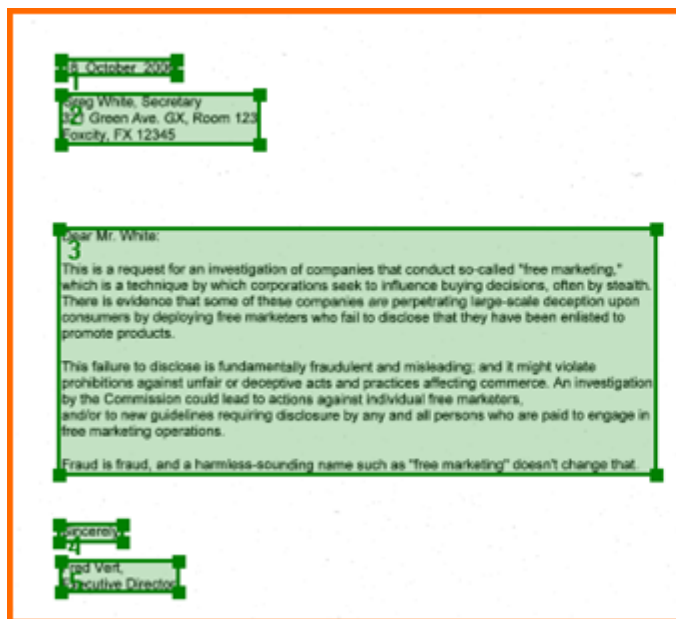 October
Greg White, Secretary
Green Ave. GX, Room 123
Foxcity, FX 12345
Dear Mr. White:
3
This is a request for an investigation of companies that conduct so-called "free marketing,"
which is a technique by which corporations seek to influence buying decisions, often by stealth.
There is evidence that some of these companies are perpetrating large-scale deception upon
consumers by deploying free marketers who fail to disclose that they have been enlisted to
promote products.
This failure to disclose is fundamentally fraudulent and misleading; and it might violate
prohibitions against unfair or deceptive acts and practices affecting commerce. An investigation
by the Commission could lead to actions against individual free marketers,
and/or to new guidelines requiring disclosure by any and all persons who are paid to engage in
free marketing operations.
Fraud is fraud, and a harmless-sounding name such as "free marketing" doesn't change that.
Sincerely
4
Vert,
Executive Director